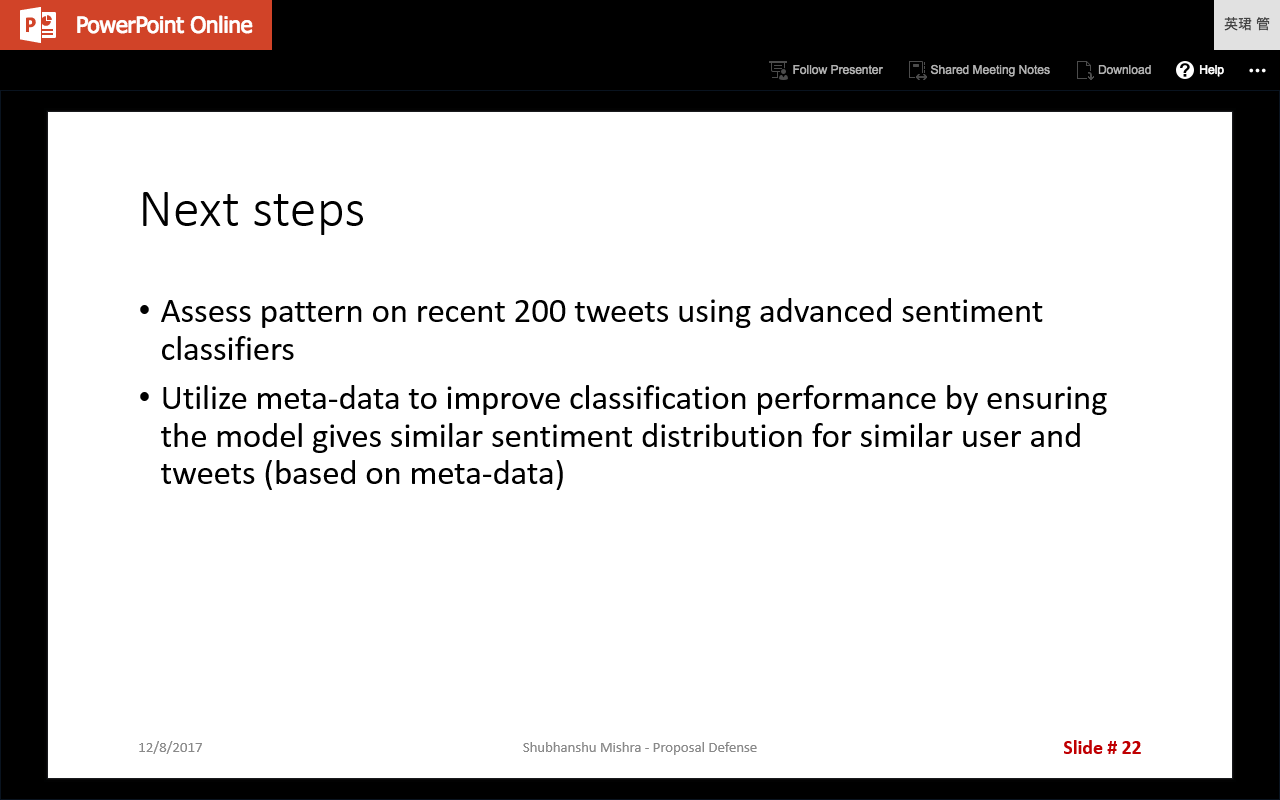 PowerPoint Online
英珺 管
Follow Presenter
Shared Meeting Notes
Download
? Help
...
Next steps
• Assess pattern on recent 200 tweets using advanced sentiment
classifiers
• Utilize meta-data to improve classification performance by ensuring
the model gives similar sentiment distribution for similar user and
tweets (based on meta-data)
12/8/2017
Shubhanshu Mishra - Proposal Defense
Slide # 22